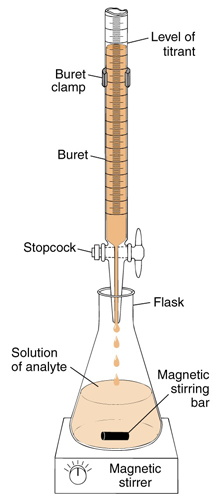 Level of
titrant
Buret
clamp
Buret
Stopcock
Flask
Solution
of analyte
Magnetic
stirring
bar
Magnetic
stirrer